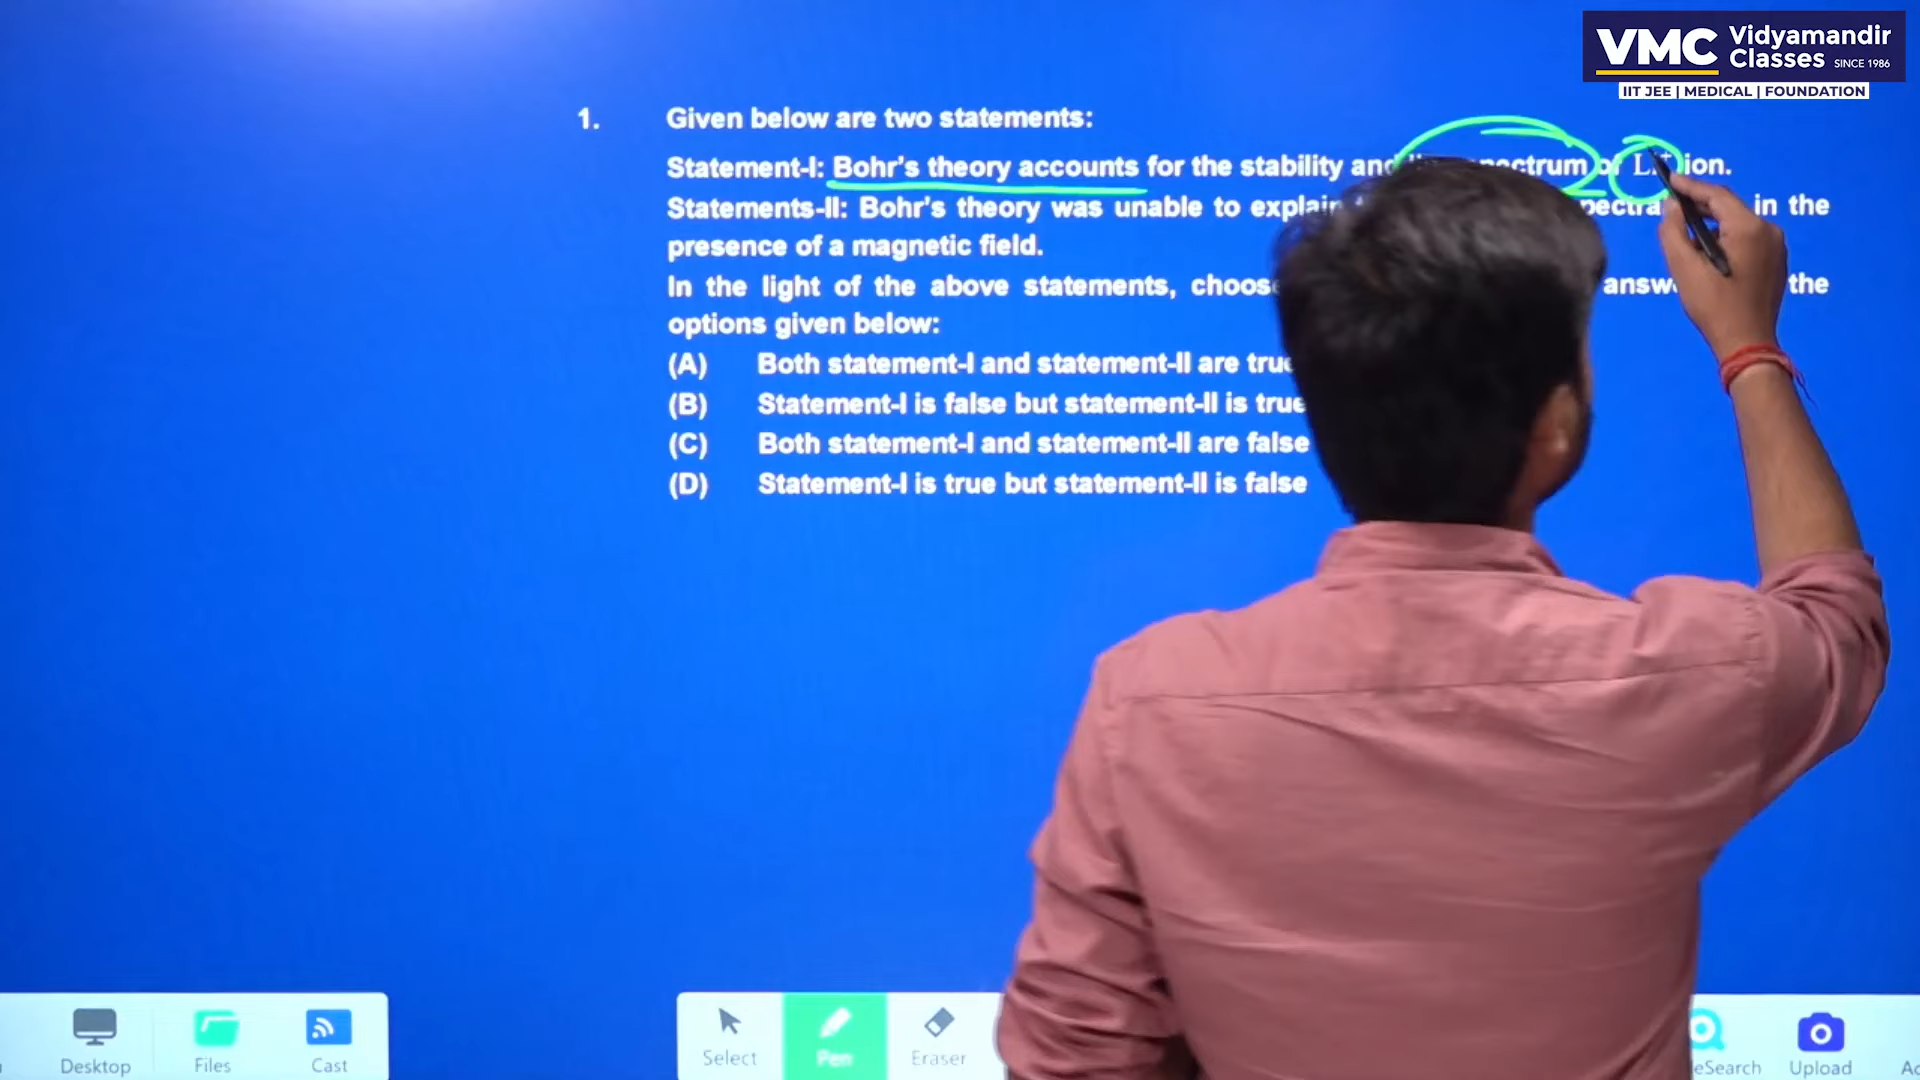 VMC Vidyamandir Classes SINCE 1986
IIT JEE | MEDICAL | FOUNDATION
1. Given below are two statements:
Statement-I: Bohr's theory accounts for the stability and spectrum of ion.
Statements-II: Bohr's theory was unable to explain in the
presence of a magnetic field.
In the light of the above statements, choose the
options given below:
(A) Both statement-I and statement-II are true
(B) Statement-I is false but statement-II is true
(C) Both statement-I and statement-II are false
(D) Statement-I is true but statement-II is false
Desktop Files Cast Select Pen Eraser Upload